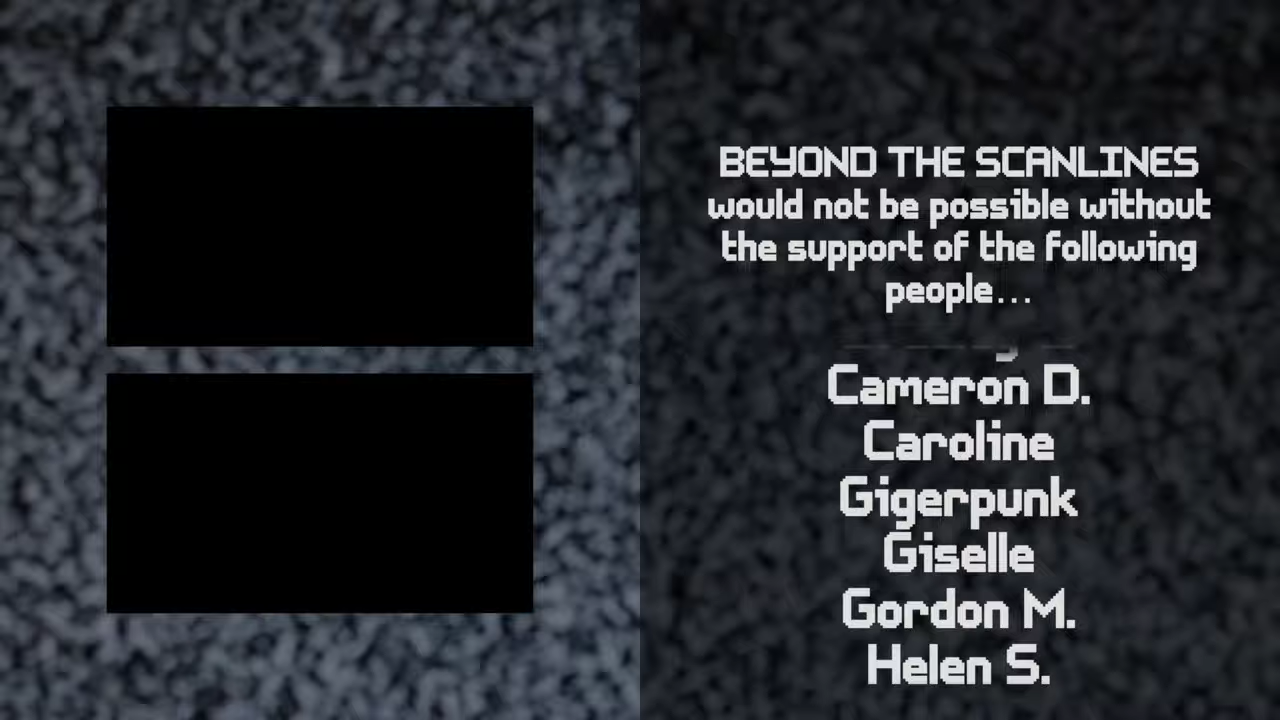 BEYOND THE SCANLINES
would not be possible without
the support of the following
people...
Cameron D.
Caroline
Gigerpunk
Giselle
Gordon M.
Helen S.